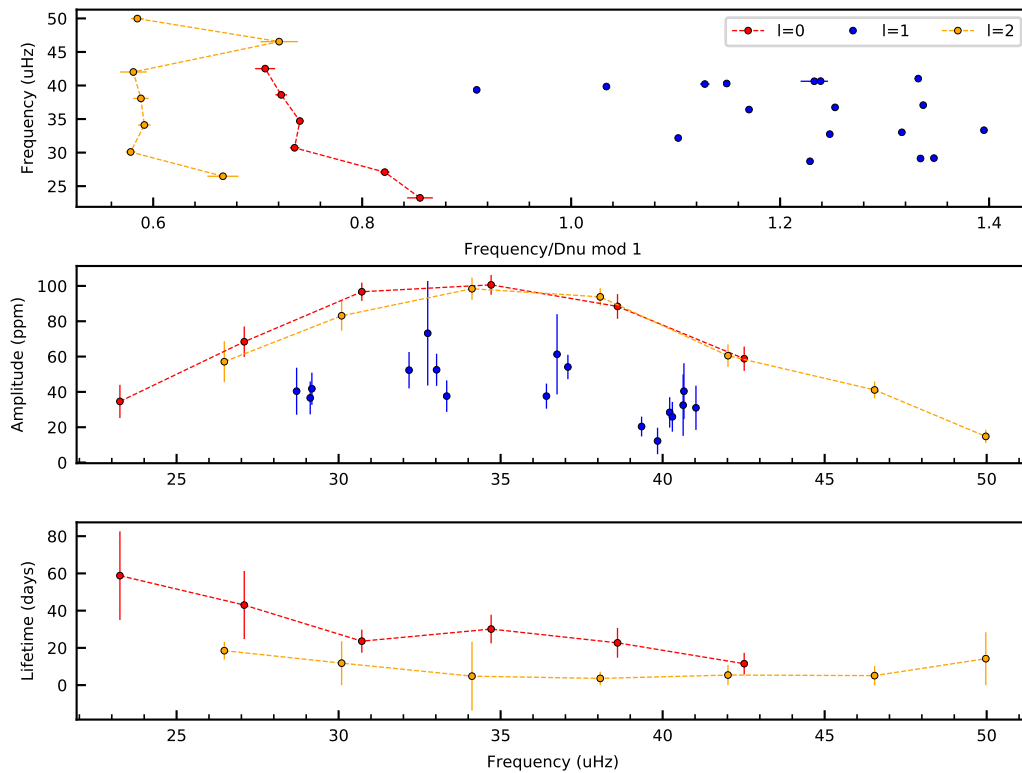 50
45
40
35
30
25
Frequency (uHz)
l=0 l=1 l=2
0.6 0.8 1.0 1.2 1.4
Frequency/Dnu mod 1
100
80
60
40
20
0
Amplitude (ppm)
25 30 35 40 45 50
80
60
40
20
0
Lifetime (days)
25 30 35 40 45 50
Frequency (uHz)